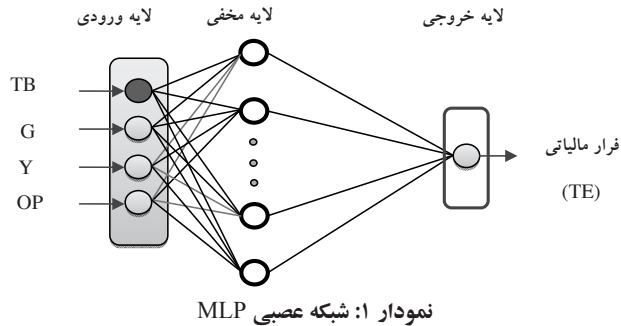 لایه ورودی
لایه مخفی
لایه خروجی
TB
G
Y
OP
فرار مالیاتی
(TE)
نمودار ۱: شبکه عصبی MLP